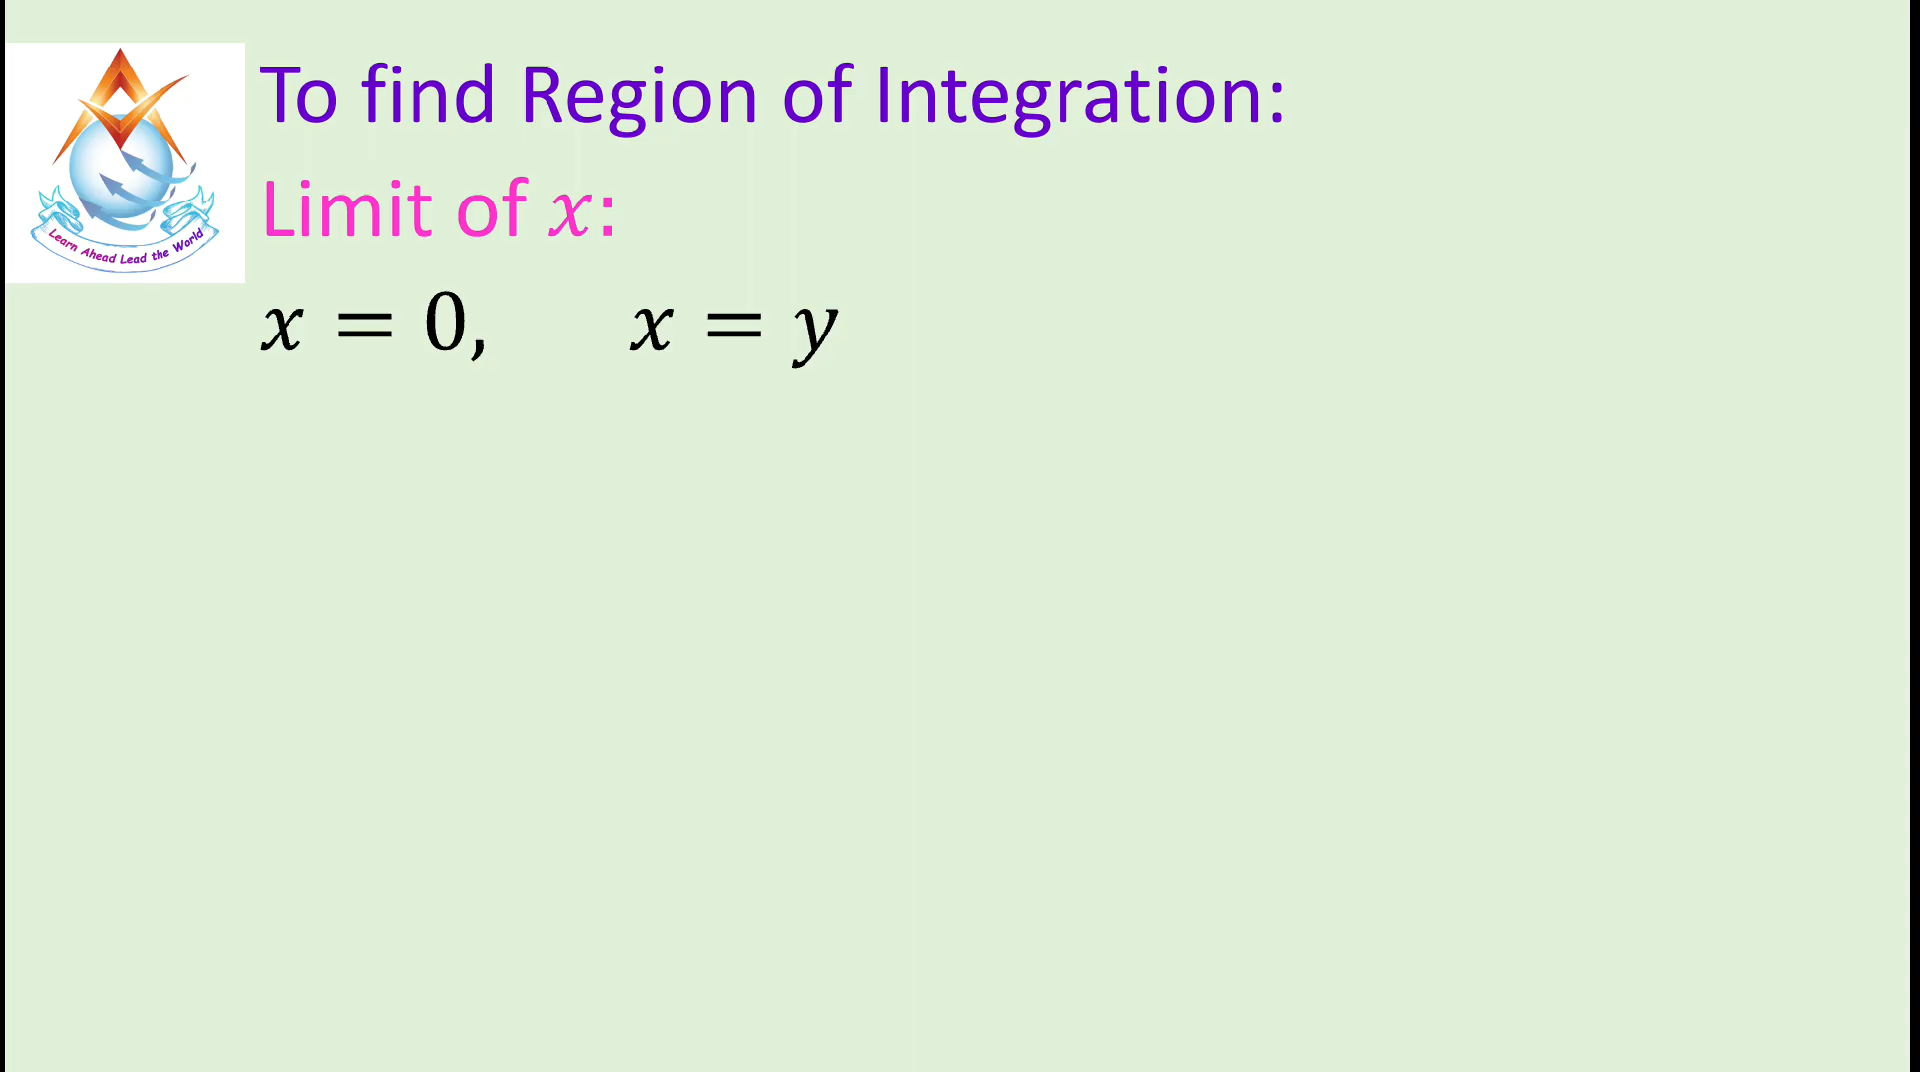 To find Region of Integration:
Limit of x:
x = 0, x = y
Learn Ahead Lead the World